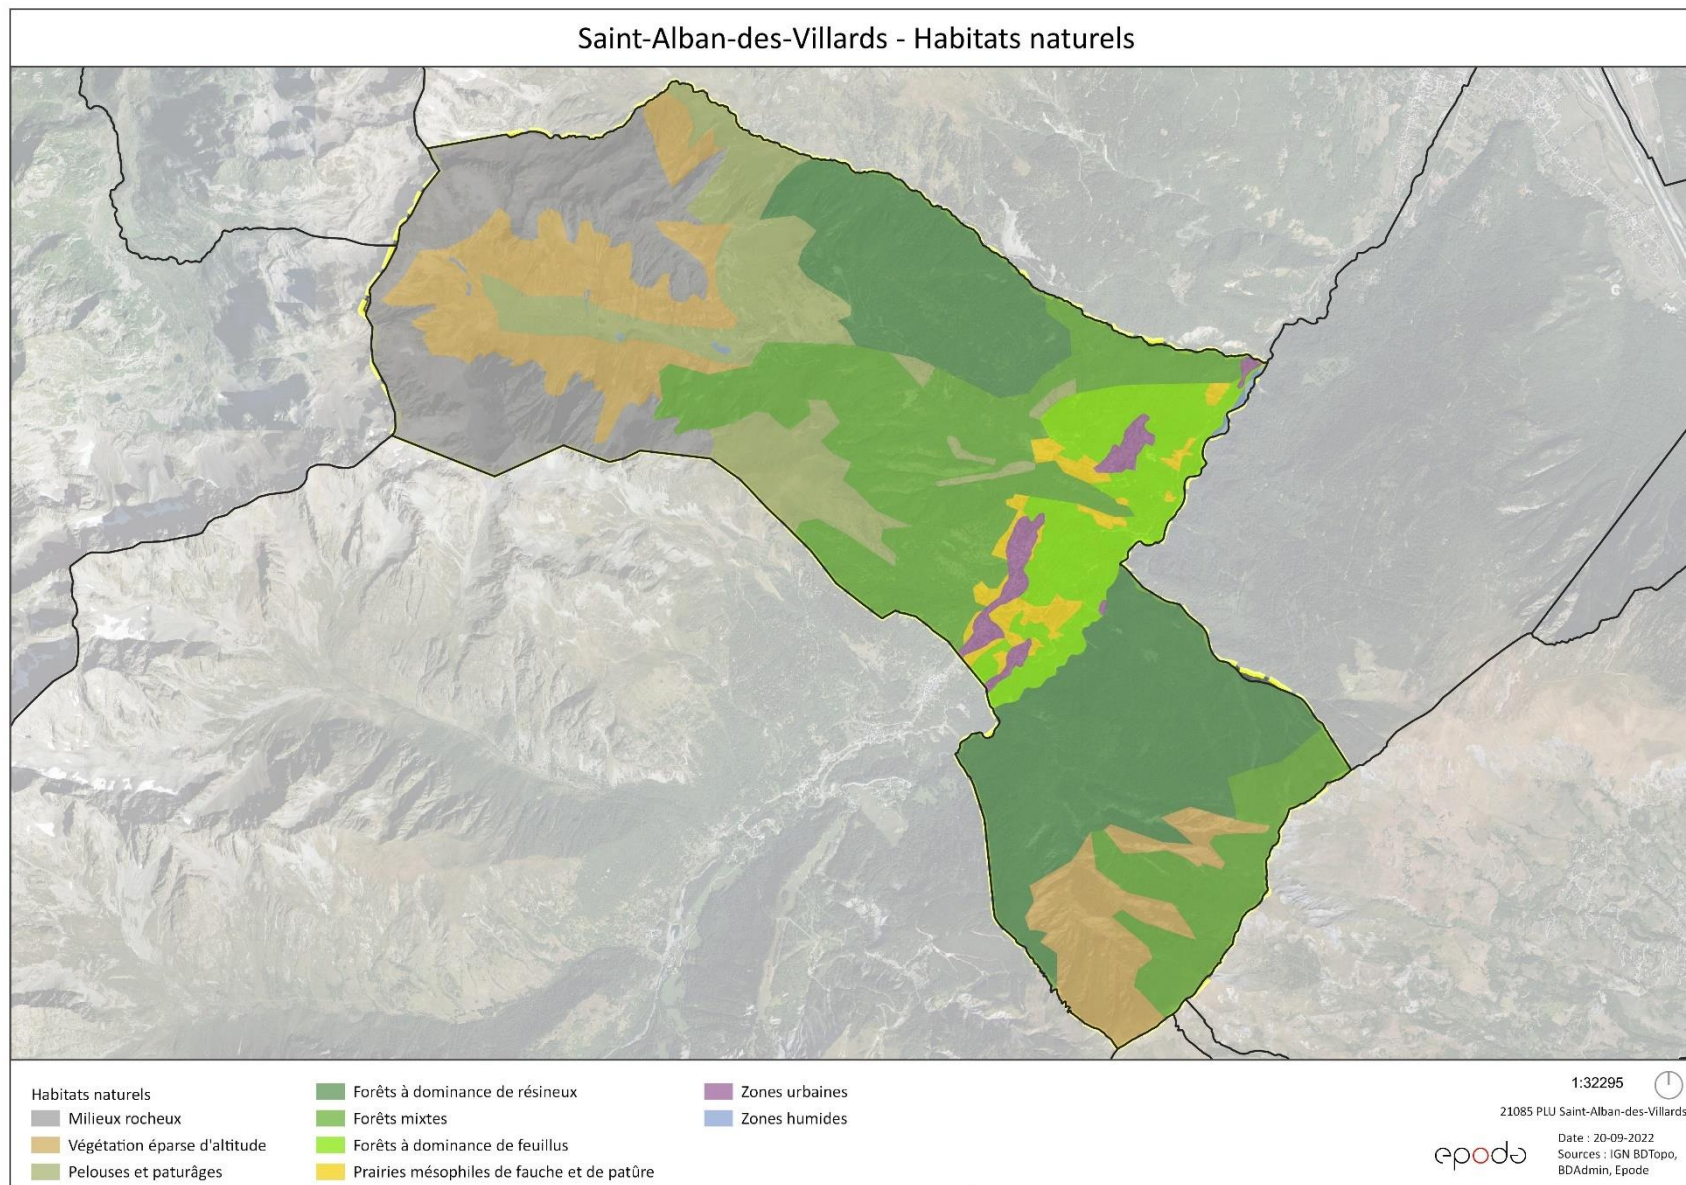 Saint-Alban-des-Villards - Habitats naturels
Habitats naturels
Milieux rocheux
Végétation éparse d'altitude
Pelouses et paturâges
Forêts à dominance de résineux
Forêts mixtes
Forêts à dominance de feuillus
Prairies mésophiles de fauche et de patûre
Zones urbaines
Zones humides
1:32295
21085 PLU Saint-Alban-des-Villards
epode
Date : 20-09-2022
Sources : IGN BDTopo,
BDAdmin, Epode